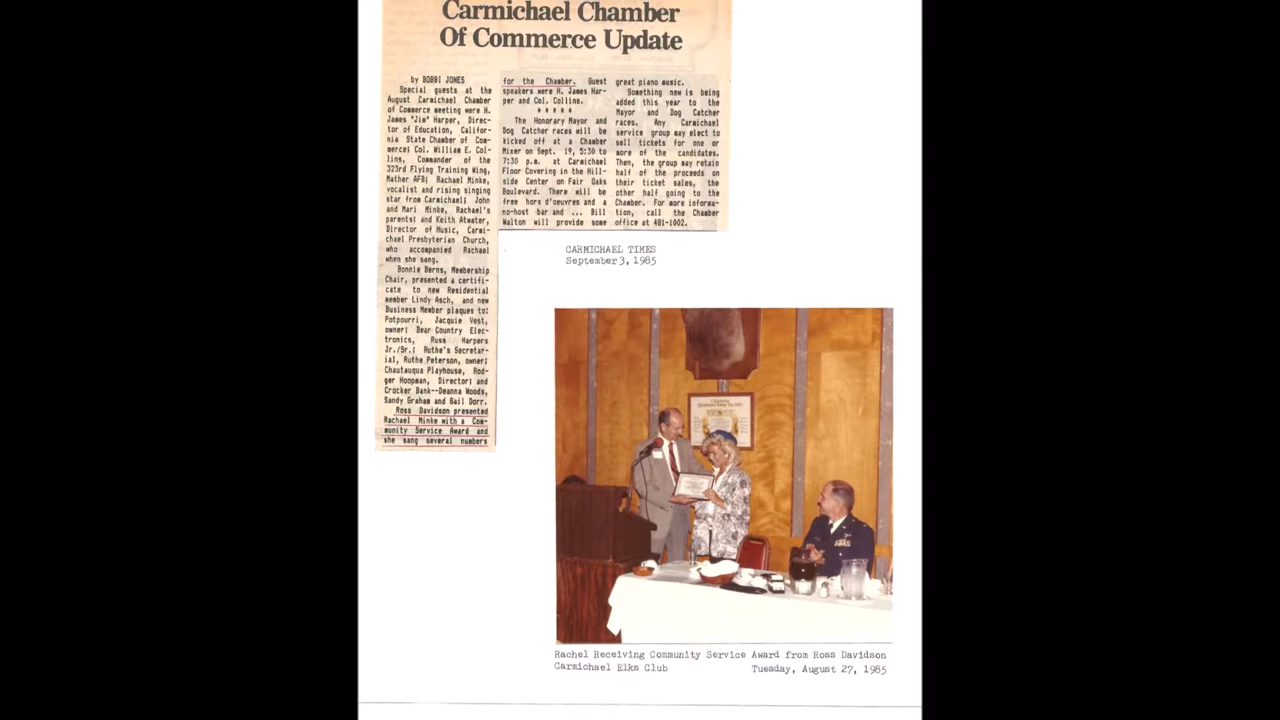 Carmichael Chamber
Of Commerce Update
by BOBBI JONES
Special guests at the
August Carmichael Chamber
of Commerce meeting were H.
James "Jim" Harper, Direc-
tor of Education, Califor-
nia State Chamber of Com-
merce; Col. William E. Col-
lins, Commander of the
323rd Flying Training Wing,
Mather AFB; Rachael Minke,
vocalist and rising singing
star from Carmichael; John
and Mari Minke, Rachael's
parents; and Keith Atwater,
Director of Music, Carmi-
chael Presbyterian Church,
who accompanied Rachael
when she sang.
Bonnie Berns, Membership
Chair, presented a certifi-
cate to new Residential
member Lindy Asch, and new
Business Member plaques to:
Potpourri, Jacquie Vest,
owner; Bear Country Elec-
tronics, Russ Harpers
Jr./Sr.; Ruthe's Secretar-
ial, Ruthe Peterson, owner;
Chautauqua Playhouse, Rod-
ger Hoopman, Director; and
Crocker Bank--Deanna Woods,
Sandy Graham and Gail Dorr.
Ross Davidson presented
Rachael Minke with a Com-
munity Service Award and
she sang several numbers
for the Chamber. Guest
speakers were H. James Har-
per and Col. Collins.
* * * * *
The Honorary Mayor and
Dog Catcher races will be
kicked off at a Chamber
Mixer on Sept. 19, 5:30 to
7:30 p.m. at Carmichael
Floor Covering in the Hill-
side Center on Fair Oaks
Boulevard. There will be
free hors d'oeuvres and a
no-host bar and ... Bill
Walton will provide some
great piano music.
Something new is being
added this year to the
Mayor and Dog Catcher
races. Any Carmichael
service group may elect to
sell tickets for one or
more of the candidates.
Then, the group may retain
half of the proceeds on
their ticket sales, the
other half going to the
Chamber. For more informa-
tion, call the Chamber
office at 481-1002.
CARMICHAEL TIMES
September 3, 1985
Rachel Receiving Community Service Award from Ross Davidson
Carmichael Elks Club Tuesday, August 27, 1985